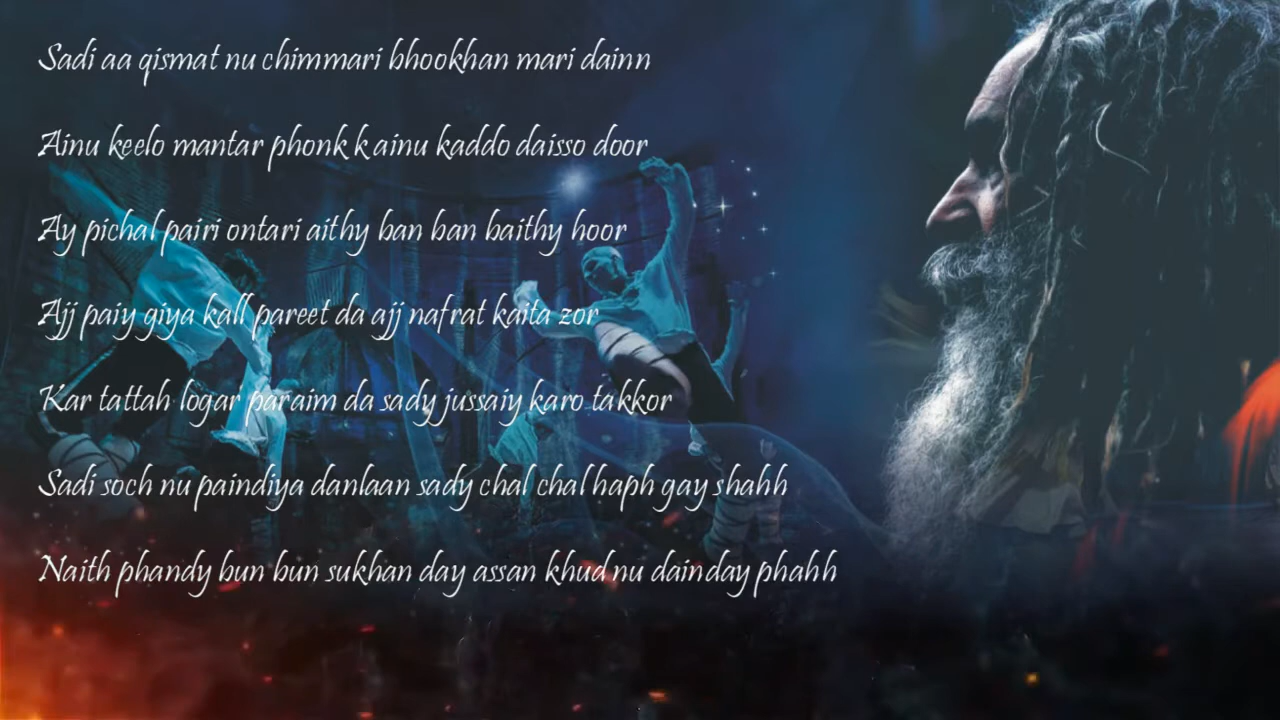 Sadi aa qismat nu chimmari bhookhan mari dainn
Ainu keelo mantar phonk k ainu kaddo daisso door
Ay pichal pairi ontari aithy ban ban baithy hoor
Ajj paiy giya kall pareet da ajj nafrat kaita zor
Kar tattah logar paraim da sady jussaiy karo takkor
Sadi soch nu paindiya danlaan sady chal chal haph gay shahh
Naith phandy bun bun sukhan day assan khud nu dainday phahh